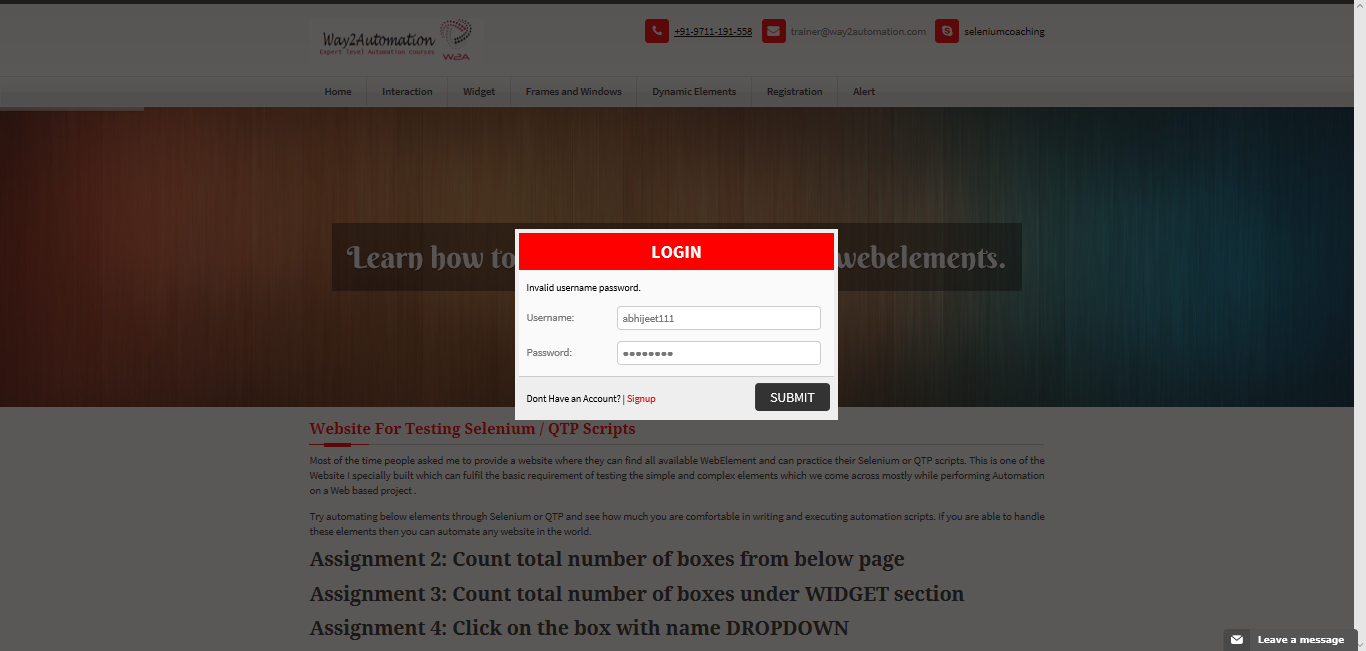 Way2Automation
Expert level Automation courses
W2A
+91-9711-191-558
trainer@way2automation.com
seleniumcoaching
Home
Interaction
Widget
Frames and Windows
Dynamic Elements
Registration
Alert
Learn how to
webelements.
LOGIN
Invalid username password.
Username:
abhijeet111
Password:
Dont Have an Account? | Signup
SUBMIT
Website For Testing Selenium / QTP Scripts
Most of the time people asked me to provide a website where they can find all available WebElement and can practice their Selenium or QTP scripts. This is one of the
Website I specially built which can fulfil the basic requirement of testing the simple and complex elements which we come across mostly while performing Automation
on a Web based project .
Try automating below elements through Selenium or QTP and see how much you are comfortable in writing and executing automation scripts. If you are able to handle
these elements then you can automate any website in the world.
Assignment 2: Count total number of boxes from below page
Assignment 3: Count total number of boxes under WIDGET section
Assignment 4: Click on the box with name DROPDOWN
Leave a message